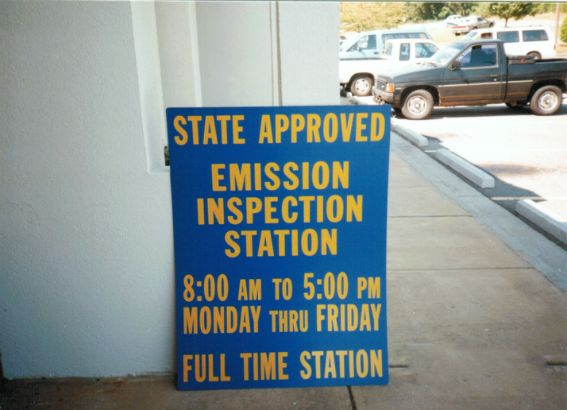 STATE APPROVED
EMISSION
INSPECTION
STATION
8:00 AM TO 5:00 PM
MONDAY THRU FRIDAY
FULL TIME STATION